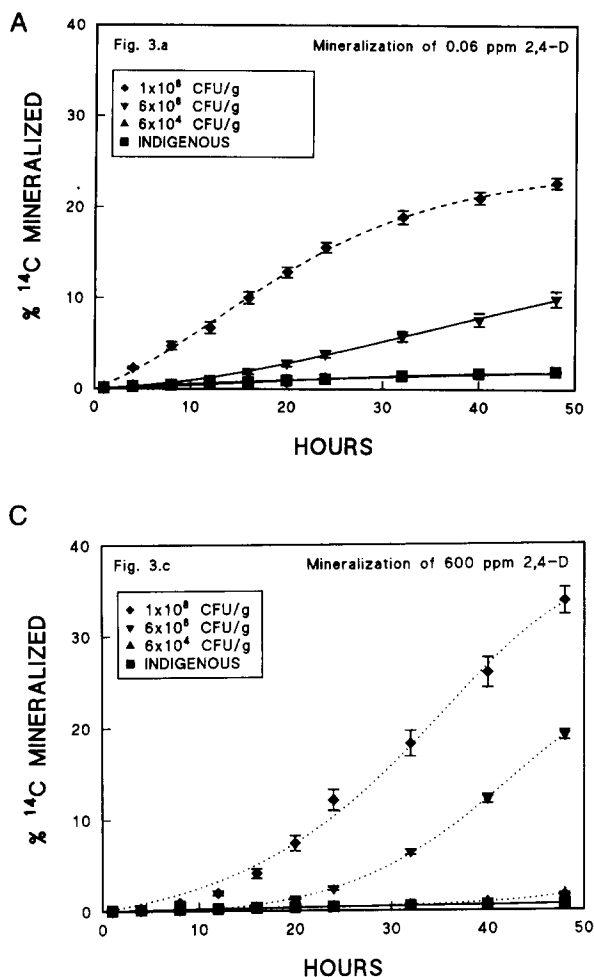 A
Fig. 3.a
Mineralization of 0.06 ppm 2,4-D
1x10⁸ CFU/g
6x10⁶ CFU/g
6x10⁴ CFU/g
INDIGENOUS
% ¹⁴C MINERALIZED
40
30
20
10
0
0 10 20 30 40 50
HOURS
C
Fig. 3.c
Mineralization of 600 ppm 2,4-D
1x10⁸ CFU/g
6x10⁶ CFU/g
6x10⁴ CFU/g
INDIGENOUS
% ¹⁴C MINERALIZED
40
30
20
10
0
0 10 20 30 40 50
HOURS